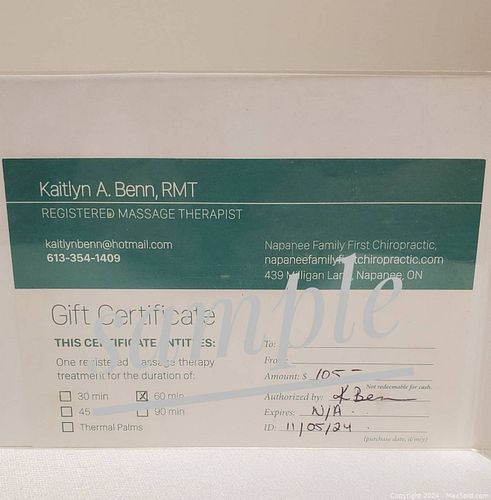 Kaitlyn A. Benn, RMT
REGISTERED MASSAGE THERAPIST
kaitlynbenn@hotmail.com
613-354-1409
Napanee Family First Chiropractic,
napaneefamilyfirstchiropractic.com
439 Milligan Lane, Napanee, ON
sample
Gift Certificate
THIS CERTIFICATE ENTITLES:
One registered massage therapy
treatment for the duration of:
30 min
60 min
45
90 min
Thermal Palms
To:
From:
Amount: $ 105 -
Not redeemable for cash.
Authorized by: K Benn
Expires: N/A
ID: 11/05/24
(purchase date, d/m/y)
Copyright 2024 - MaxSold.com